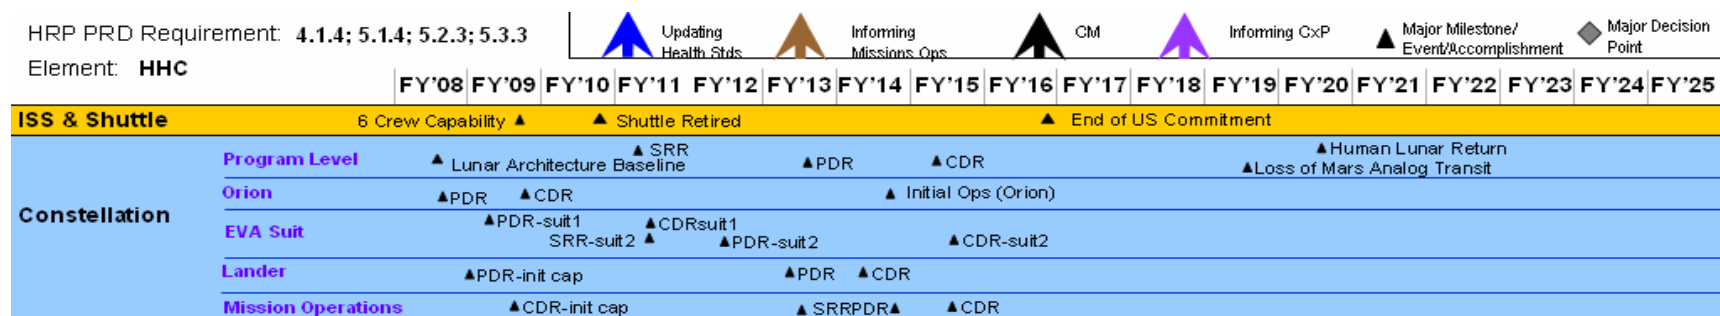 HRP PRD Requirement: 4.1.4; 5.1.4; 5.2.3; 5.3.3
Element: HHC
Updating
Health Stds
Informing
Missions Ops
CM
Informing CxP
Major Milestone/
Event/Accomplishment
Major Decision
Point
FY'08 FY'09 FY'10 FY'11 FY'12 FY'13 FY'14 FY'15 FY'16 FY'17 FY'18 FY'19 FY'20 FY'21 FY'22 FY'23 FY'24 FY'25
ISS & Shuttle 6 Crew Capability Shuttle Retired End of US Commitment
Constellation
Program Level Lunar Architecture Baseline SRR PDR CDR Human Lunar Return
Loss of Mars Analog Transit
Orion PDR CDR Initial Ops (Orion)
EVA Suit PDR-suit1 CDRsuit1
SRR-suit2 PDR-suit2 CDR-suit2
Lander PDR-init cap PDR CDR
Mission Operations CDR-init cap SRR PDR CDR